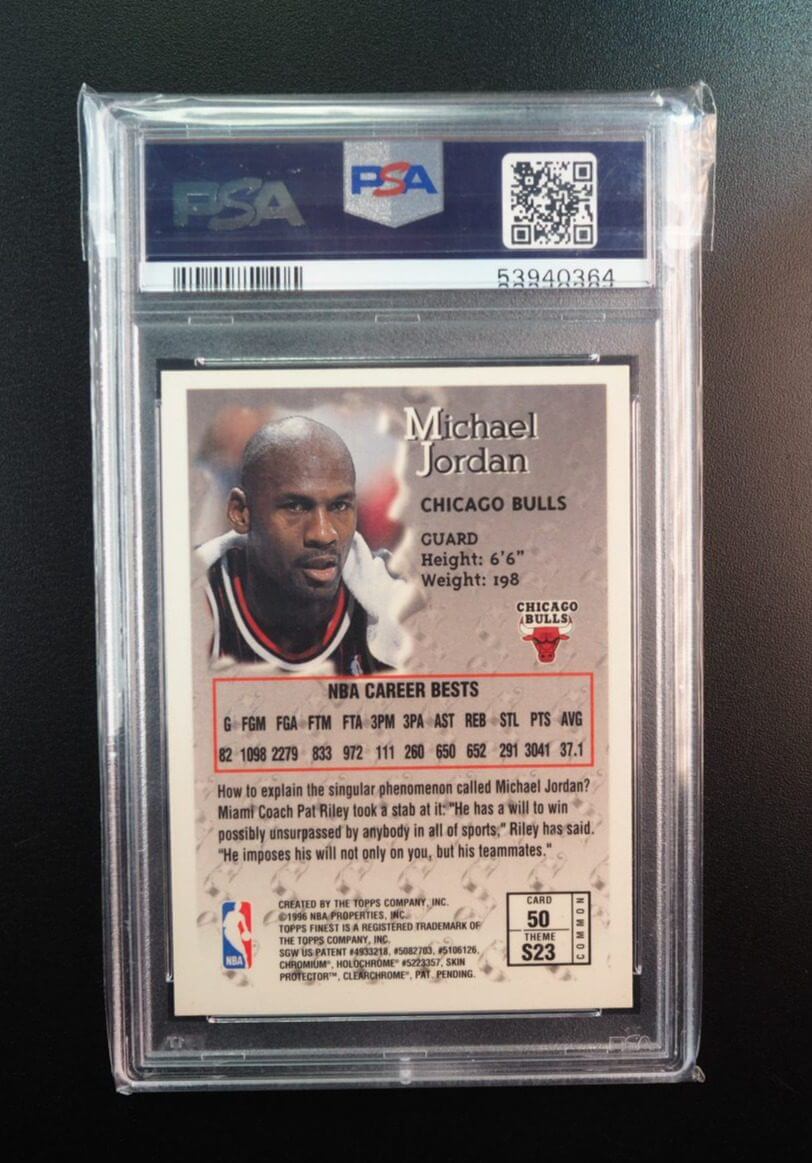 PSA
PSA
53940364
Michael
Jordan
CHICAGO BULLS
GUARD
Height: 6'6"
Weight: 198
CHICAGO
BULLS
NBA CAREER BESTS
G FGM FGA FTM FTA 3PM 3PA AST REB STL PTS AVG
82 1098 2279 833 972 111 260 650 652 291 3041 37.1
How to explain the singular phenomenon called Michael Jordan?
Miami Coach Pat Riley took a stab at it: "He has a will to win
possibly unsurpassed by anybody in all of sports," Riley has said.
"He imposes his will not only on you, but his teammates."
NBA
CREATED BY THE TOPPS COMPANY, INC.
©1996 NBA PROPERTIES, INC.
TOPPS FINEST IS A REGISTERED TRADEMARK OF
THE TOPPS COMPANY, INC.
SGW US PATENT #4933218, #5082703, #5106126,
CHROMIUM®, HOLOCHROME® #5223357, SKIN
PROTECTOR™, CLEARCHROME®, PAT. PENDING.
CARD
50
THEME
S23
COMMON
PSA